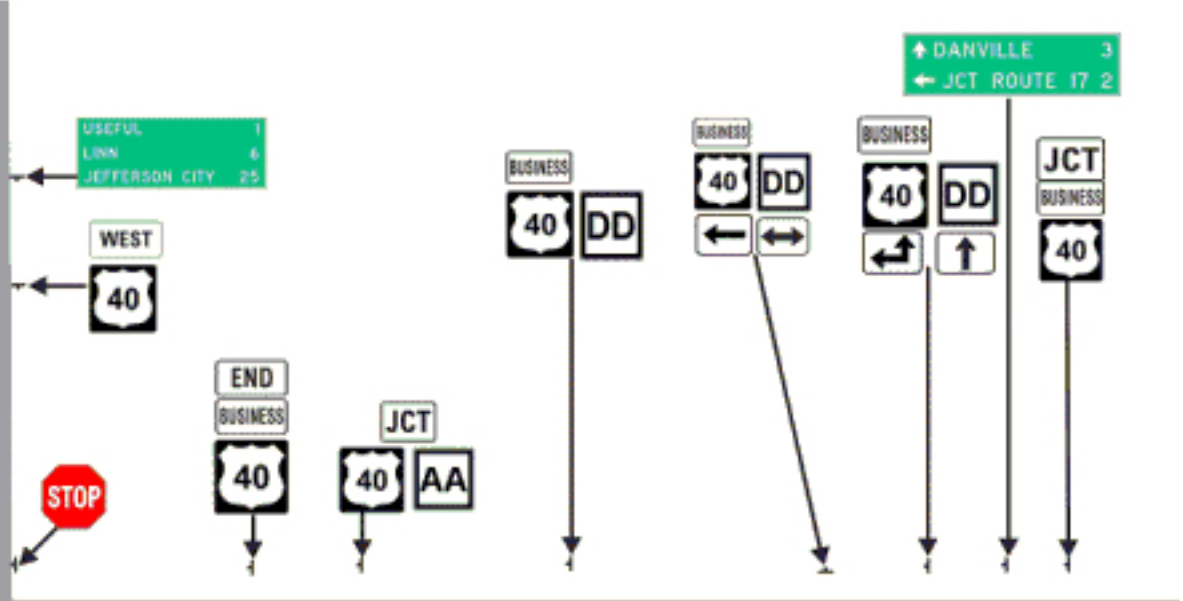 DANVILLE 3
JCT ROUTE 17 2
USEFUL 1
LINN 6
JEFFERSON CITY 25
WEST
40
STOP
END
BUSINESS
40
JCT
40 AA
BUSINESS
40 DD
BUSINESS
40 DD
BUSINESS
40 DD
JCT
BUSINESS
40